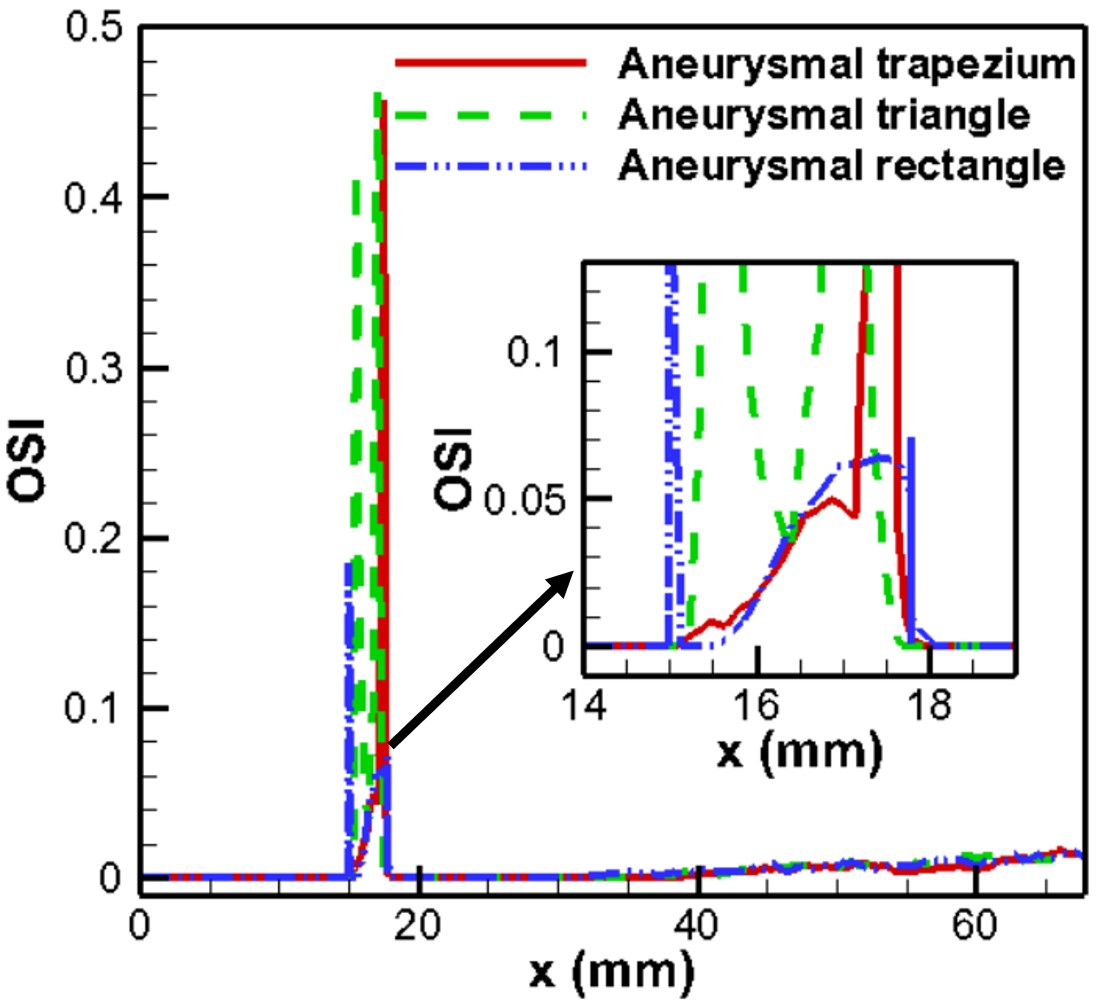 0.5
0.4
0.3
0.2
0.1
0
OSI
Aneurysmal trapezium
Aneurysmal triangle
Aneurysmal rectangle
0.1
0.05
0
OSI
14 16 18
x (mm)
0 20 40 60
x (mm)